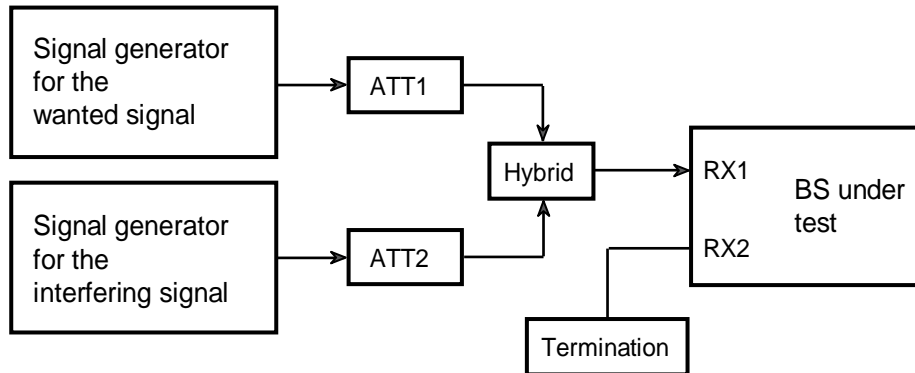 Signal generator
for the
wanted signal
ATT1
Hybrid
RX1
BS under
test
RX2
Signal generator
for the
interfering signal
ATT2
Termination